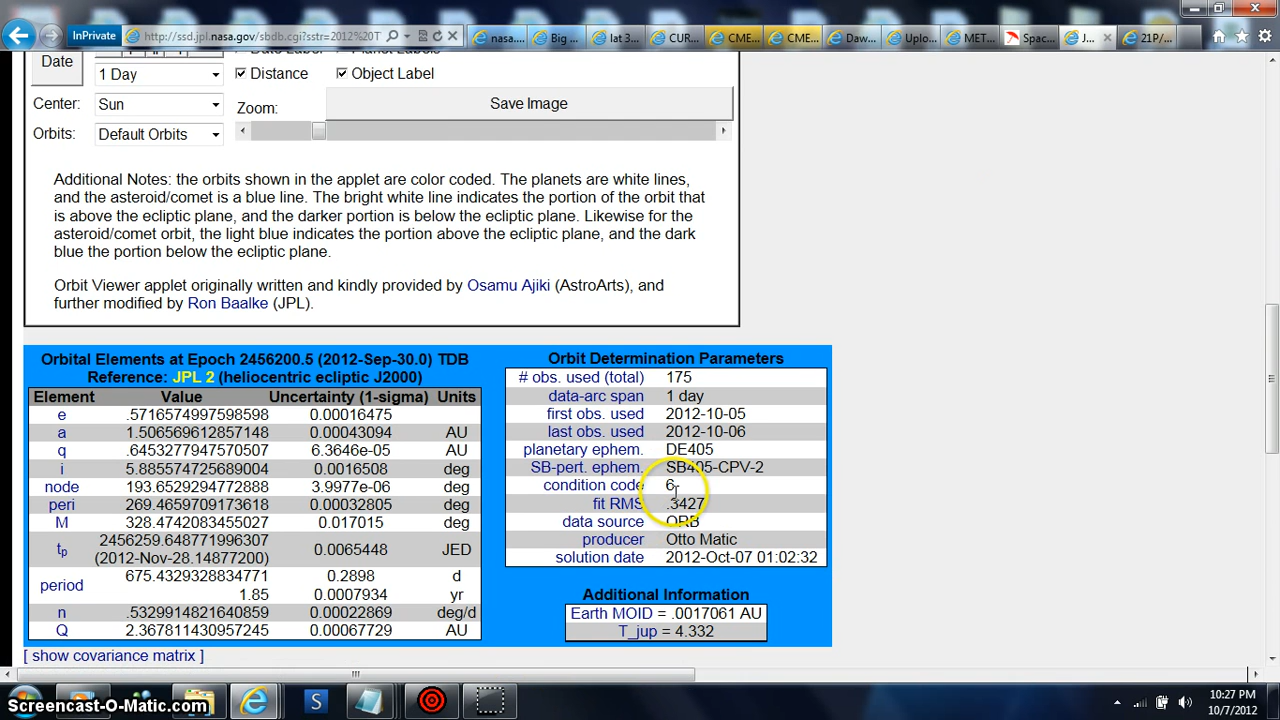 InPrivate http://ssd.jpl.nasa.gov/sbdb.cgi?sstr=2012%20T nasa.... Big ... lat 3... CUR... CME... CME... Daw... Uplo... MET... Spac... J... 21P/...
Date 1 Day Distance Object Label
Center: Sun Zoom: Save Image
Orbits: Default Orbits
Additional Notes: the orbits shown in the applet are color coded. The planets are white lines,
and the asteroid/comet is a blue line. The bright white line indicates the portion of the orbit that
is above the ecliptic plane, and the darker portion is below the ecliptic plane. Likewise for the
asteroid/comet orbit, the light blue indicates the portion above the ecliptic plane, and the dark
blue the portion below the ecliptic plane.
Orbit Viewer applet originally written and kindly provided by Osamu Ajiki (AstroArts), and
further modified by Ron Baalke (JPL).
Orbital Elements at Epoch 2456200.5 (2012-Sep-30.0) TDB
Reference: JPL 2 (heliocentric ecliptic J2000)
Element Value Uncertainty (1-sigma) Units
e .5716574997598598 0.00016475
a 1.506569612857148 0.00043094 AU
q .6453277947570507 6.3646e-05 AU
i 5.885574725689004 0.0016508 deg
node 193.6529294772888 3.9977e-06 deg
peri 269.4659709313618 0.00032805 deg
M 328.4742083455027 0.017015 deg
tp 2456259.648771996307 0.0065448 JED
(2012-Nov-28.14877200)
period 675.4329328834771 0.2898 d
1.85 0.0007934 yr
n .5329914821640859 0.00022869 deg/d
Q 2.367811430957245 0.00067729 AU
[ show covariance matrix ]
Orbit Determination Parameters
# obs. used (total) 175
data-arc span 1 day
first obs. used 2012-10-05
last obs. used 2012-10-06
planetary ephem. DE405
SB-pert. ephem. SB405-CPV-2
condition code 6
fit RMS .3427
data source ORB
producer Otto Matic
solution date 2012-Oct-07 01:02:32
Additional Information
Earth MOID = .0017061 AU
T_jup = 4.332
Screencast-O-Matic.com
S
10:27 PM
10/7/2012